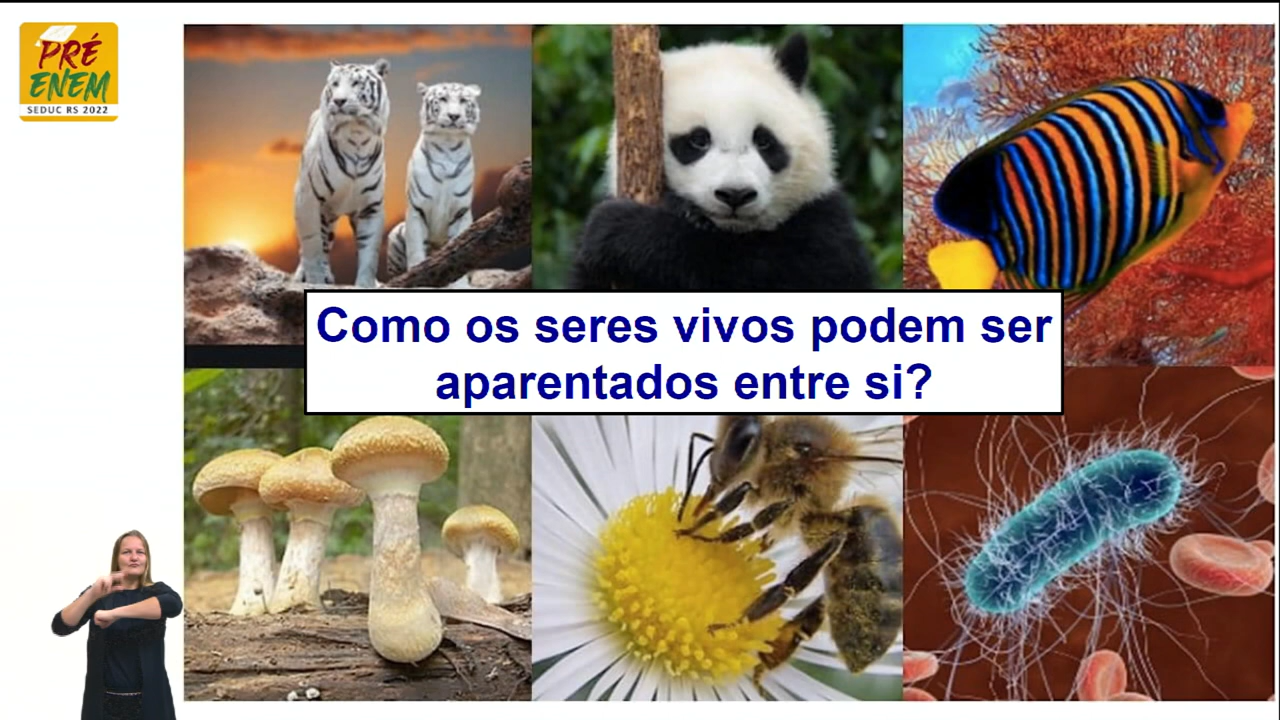 PRÉ
ENEM
SEDUC RS 2022
Como os seres vivos podem ser
aparentados entre si?